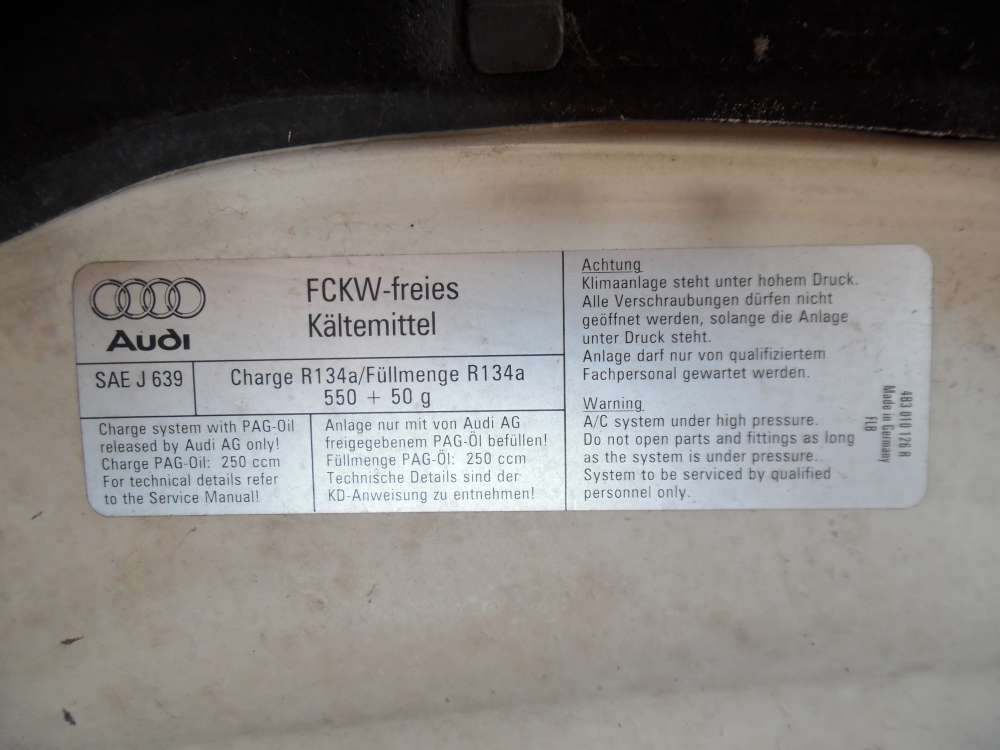 Audi
FCKW-freies
Kältemittel
SAE J 639
Charge R134a/Füllmenge R134a
550 + 50 g
Charge system with PAG-Oil
released by Audi AG only!
Charge PAG-Oil: 250 ccm
For technical details refer
to the Service Manual!
Anlage nur mit von Audi AG
freigegebenem PAG-Öl befüllen!
Füllmenge PAG-Öl: 250 ccm
Technische Details sind der
KD-Anweisung zu entnehmen!
Achtung
Klimaanlage steht unter hohem Druck.
Alle Verschraubungen dürfen nicht
geöffnet werden, solange die Anlage
unter Druck steht.
Anlage darf nur von qualifiziertem
Fachpersonal gewartet werden.
Warning
A/C system under high pressure.
Do not open parts and fittings as long
as the system is under pressure.
System to be serviced by qualified
personnel only.
4B3 010 126 R
Made in Germany
FLB